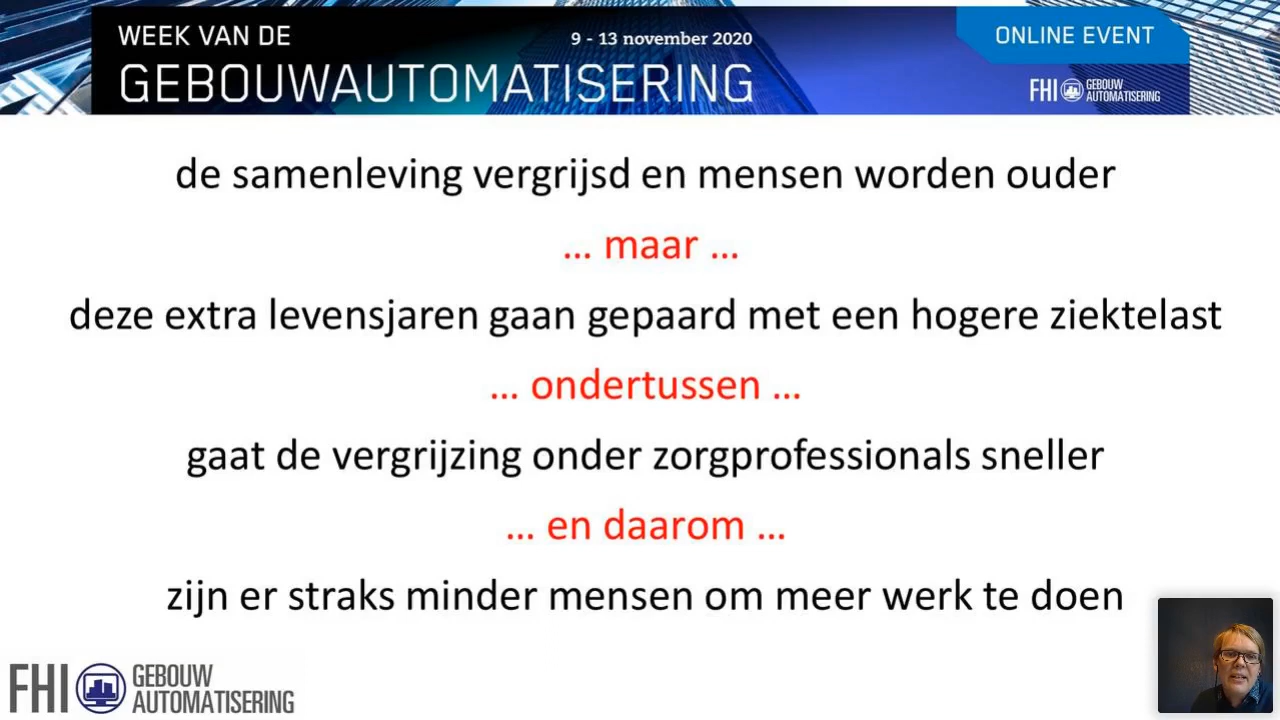 WEEK VAN DE
9 - 13 november 2020
ONLINE EVENT
GEBOUWAUTOMATISERING
FHI GEBOUW
AUTOMATISERING
de samenleving vergrijsd en mensen worden ouder
... maar ...
deze extra levensjaren gaan gepaard met een hogere ziektelast
... ondertussen ...
gaat de vergrijzing onder zorgprofessionals sneller
... en daarom ...
zijn er straks minder mensen om meer werk te doen
FHI GEBOUW
AUTOMATISERING